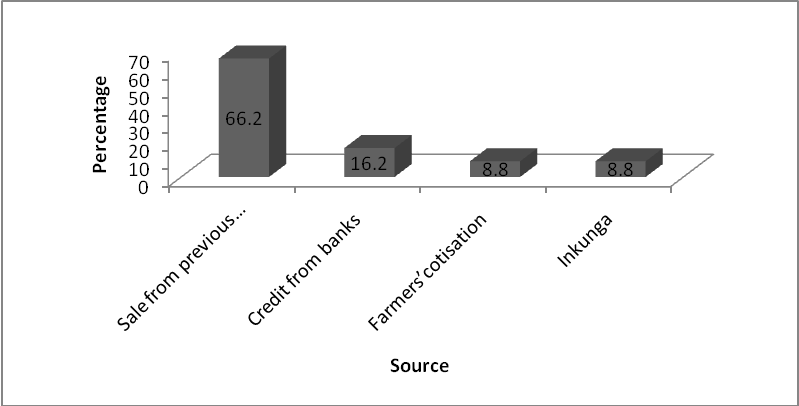 Percentage
70
60
50
40
30
20
10
0
66.2
16.2
8.8
8.8
Sale from previous...
Credit from banks
Farmers' cotisation
Inkunga
Source